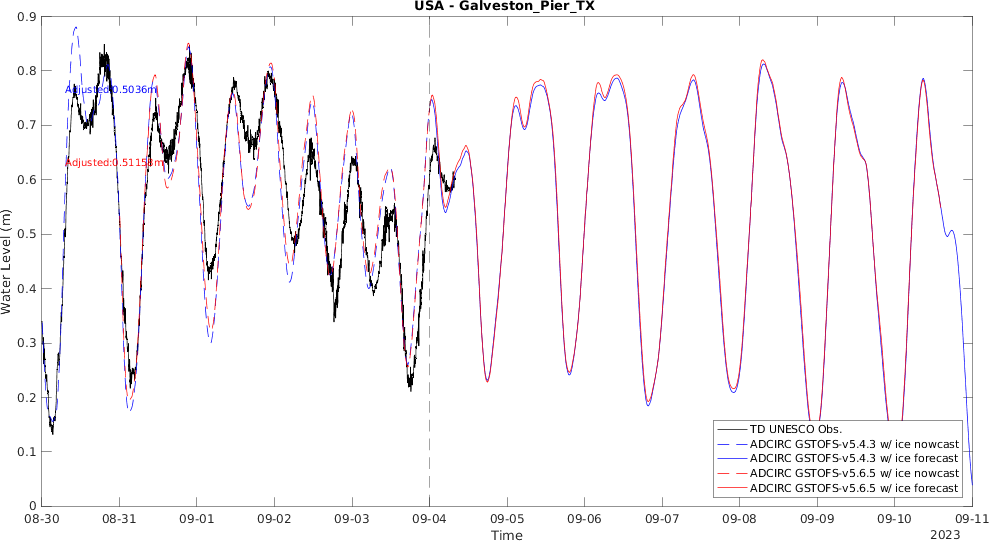 USA - Galveston_Pier_TX
0.9
0.8
0.7
0.6
0.5
0.4
0.3
0.2
0.1
0
Water Level (m)
Adjusted:0.5036m
Adjusted:0.51153m
TD UNESCO Obs.
ADCIRC GSTOFS-v5.4.3 w/ ice nowcast
ADCIRC GSTOFS-v5.4.3 w/ ice forecast
ADCIRC GSTOFS-v5.6.5 w/ ice nowcast
ADCIRC GSTOFS-v5.6.5 w/ ice forecast
08-30 08-31 09-01 09-02 09-03 09-04 09-05 09-06 09-07 09-08 09-09 09-10 09-11
Time
2023